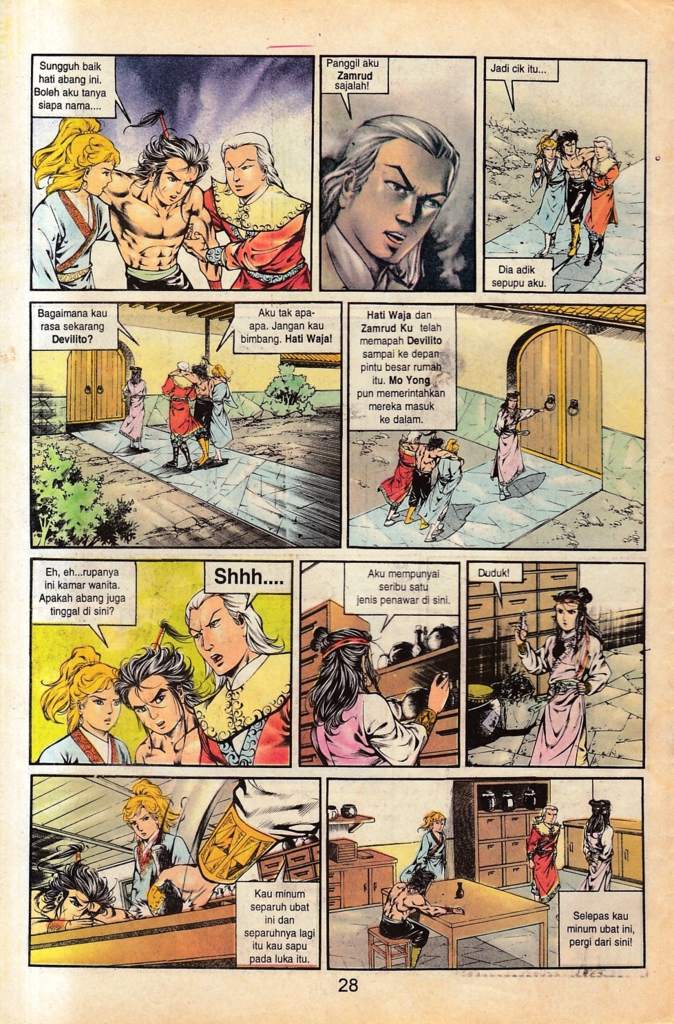 Sungguh baik
hati abang ini.
Boleh aku tanya
siapa nama....
Panggil aku
Zamrud
sajalah!
Jadi cik itu...
Dia adik
sepupu aku.
Bagaimana kau
rasa sekarang
Devilito?
Aku tak apa-
apa. Jangan kau
bimbang. Hati Waja!
Hati Waja dan
Zamrud Ku telah
memapah Devilito
sampai ke depan
pintu besar rumah
itu. Mo Yong
pun memerintahkan
mereka masuk
ke dalam.
Eh, eh...rupanya
ini kamar wanita.
Apakah abang juga
tinggal di sini?
Shhh....
Aku mempunyai
seribu satu
jenis penawar di sini.
Duduk!
Kau minum
separuh ubat
ini dan
separuhnya lagi
itu kau sapu
pada luka itu.
Selepas kau
minum ubat ini,
pergi dari sini!
28